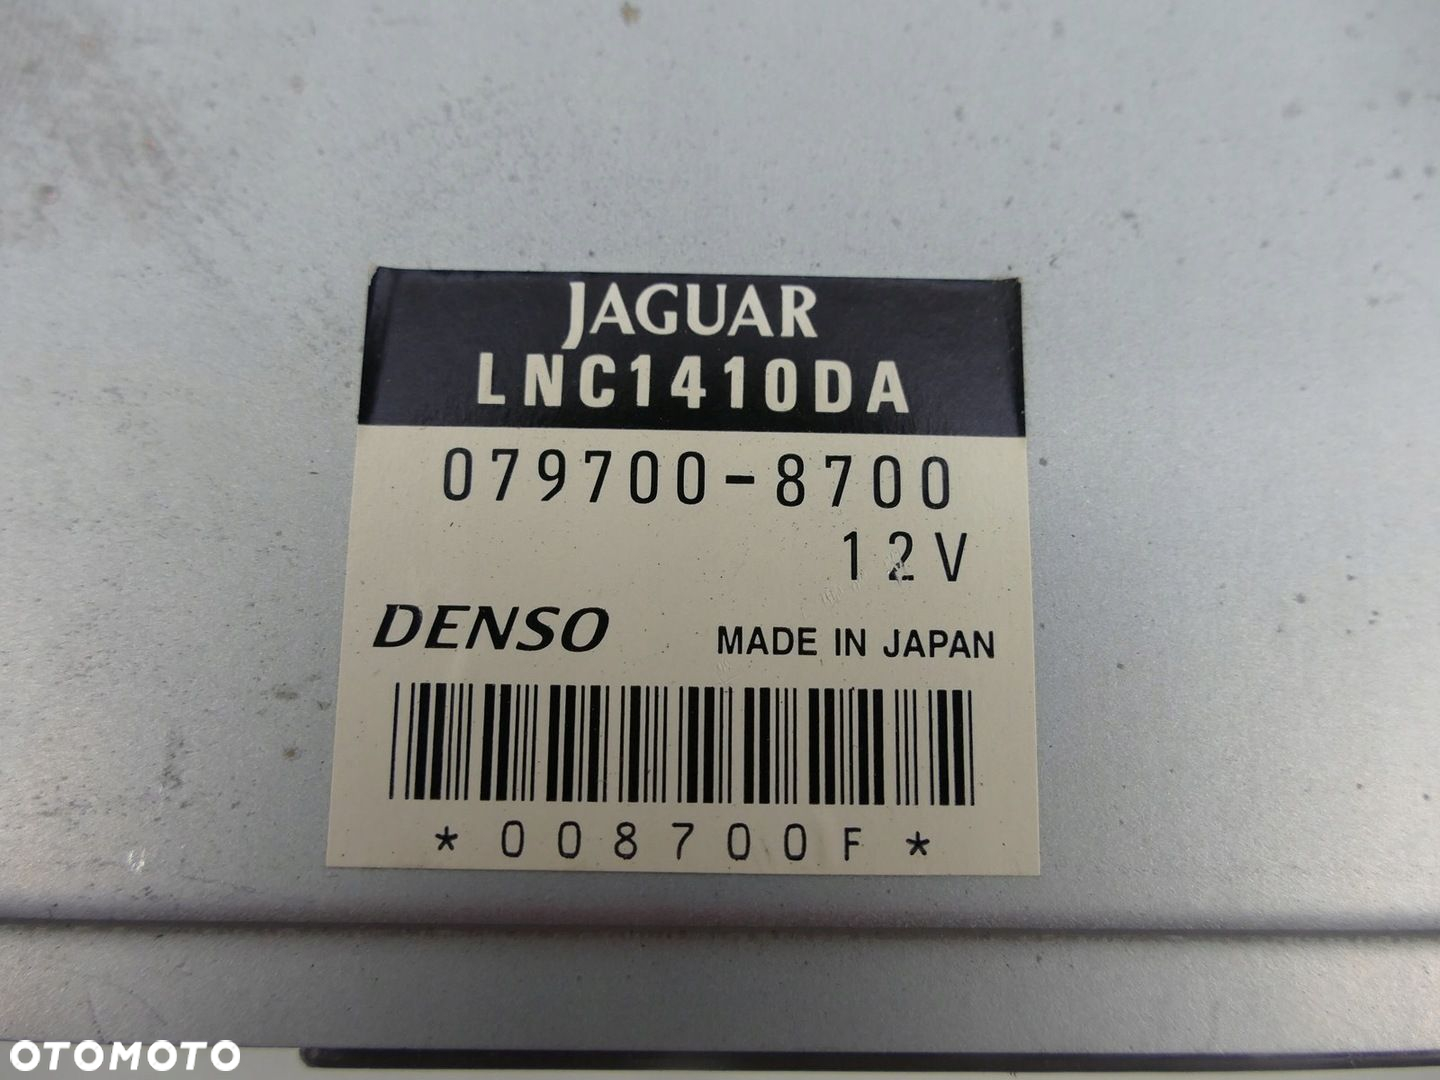 JAGUAR
LNC1410DA
079700-8700
12V
DENSO MADE IN JAPAN
*008700F*
OTOMOTO